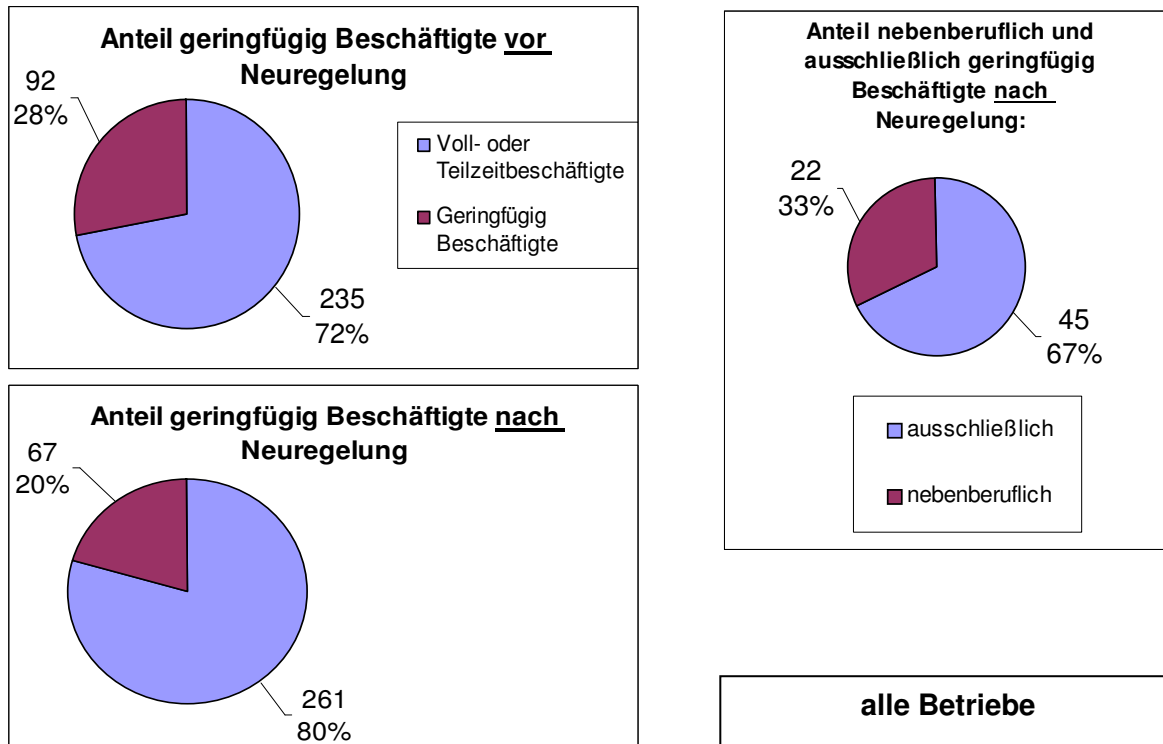 Anteil geringfügig Beschäftigte vor
Neuregelung
92
28%
Voll- oder
Teilzeitbeschäftigte
Geringfügig
Beschäftigte
235
72%
Anteil geringfügig Beschäftigte nach
Neuregelung
67
20%
261
80%
Anteil nebenberuflich und
ausschließlich geringfügig
Beschäftigte nach
Neuregelung:
22
33%
45
67%
ausschließlich
nebenberuflich
alle Betriebe